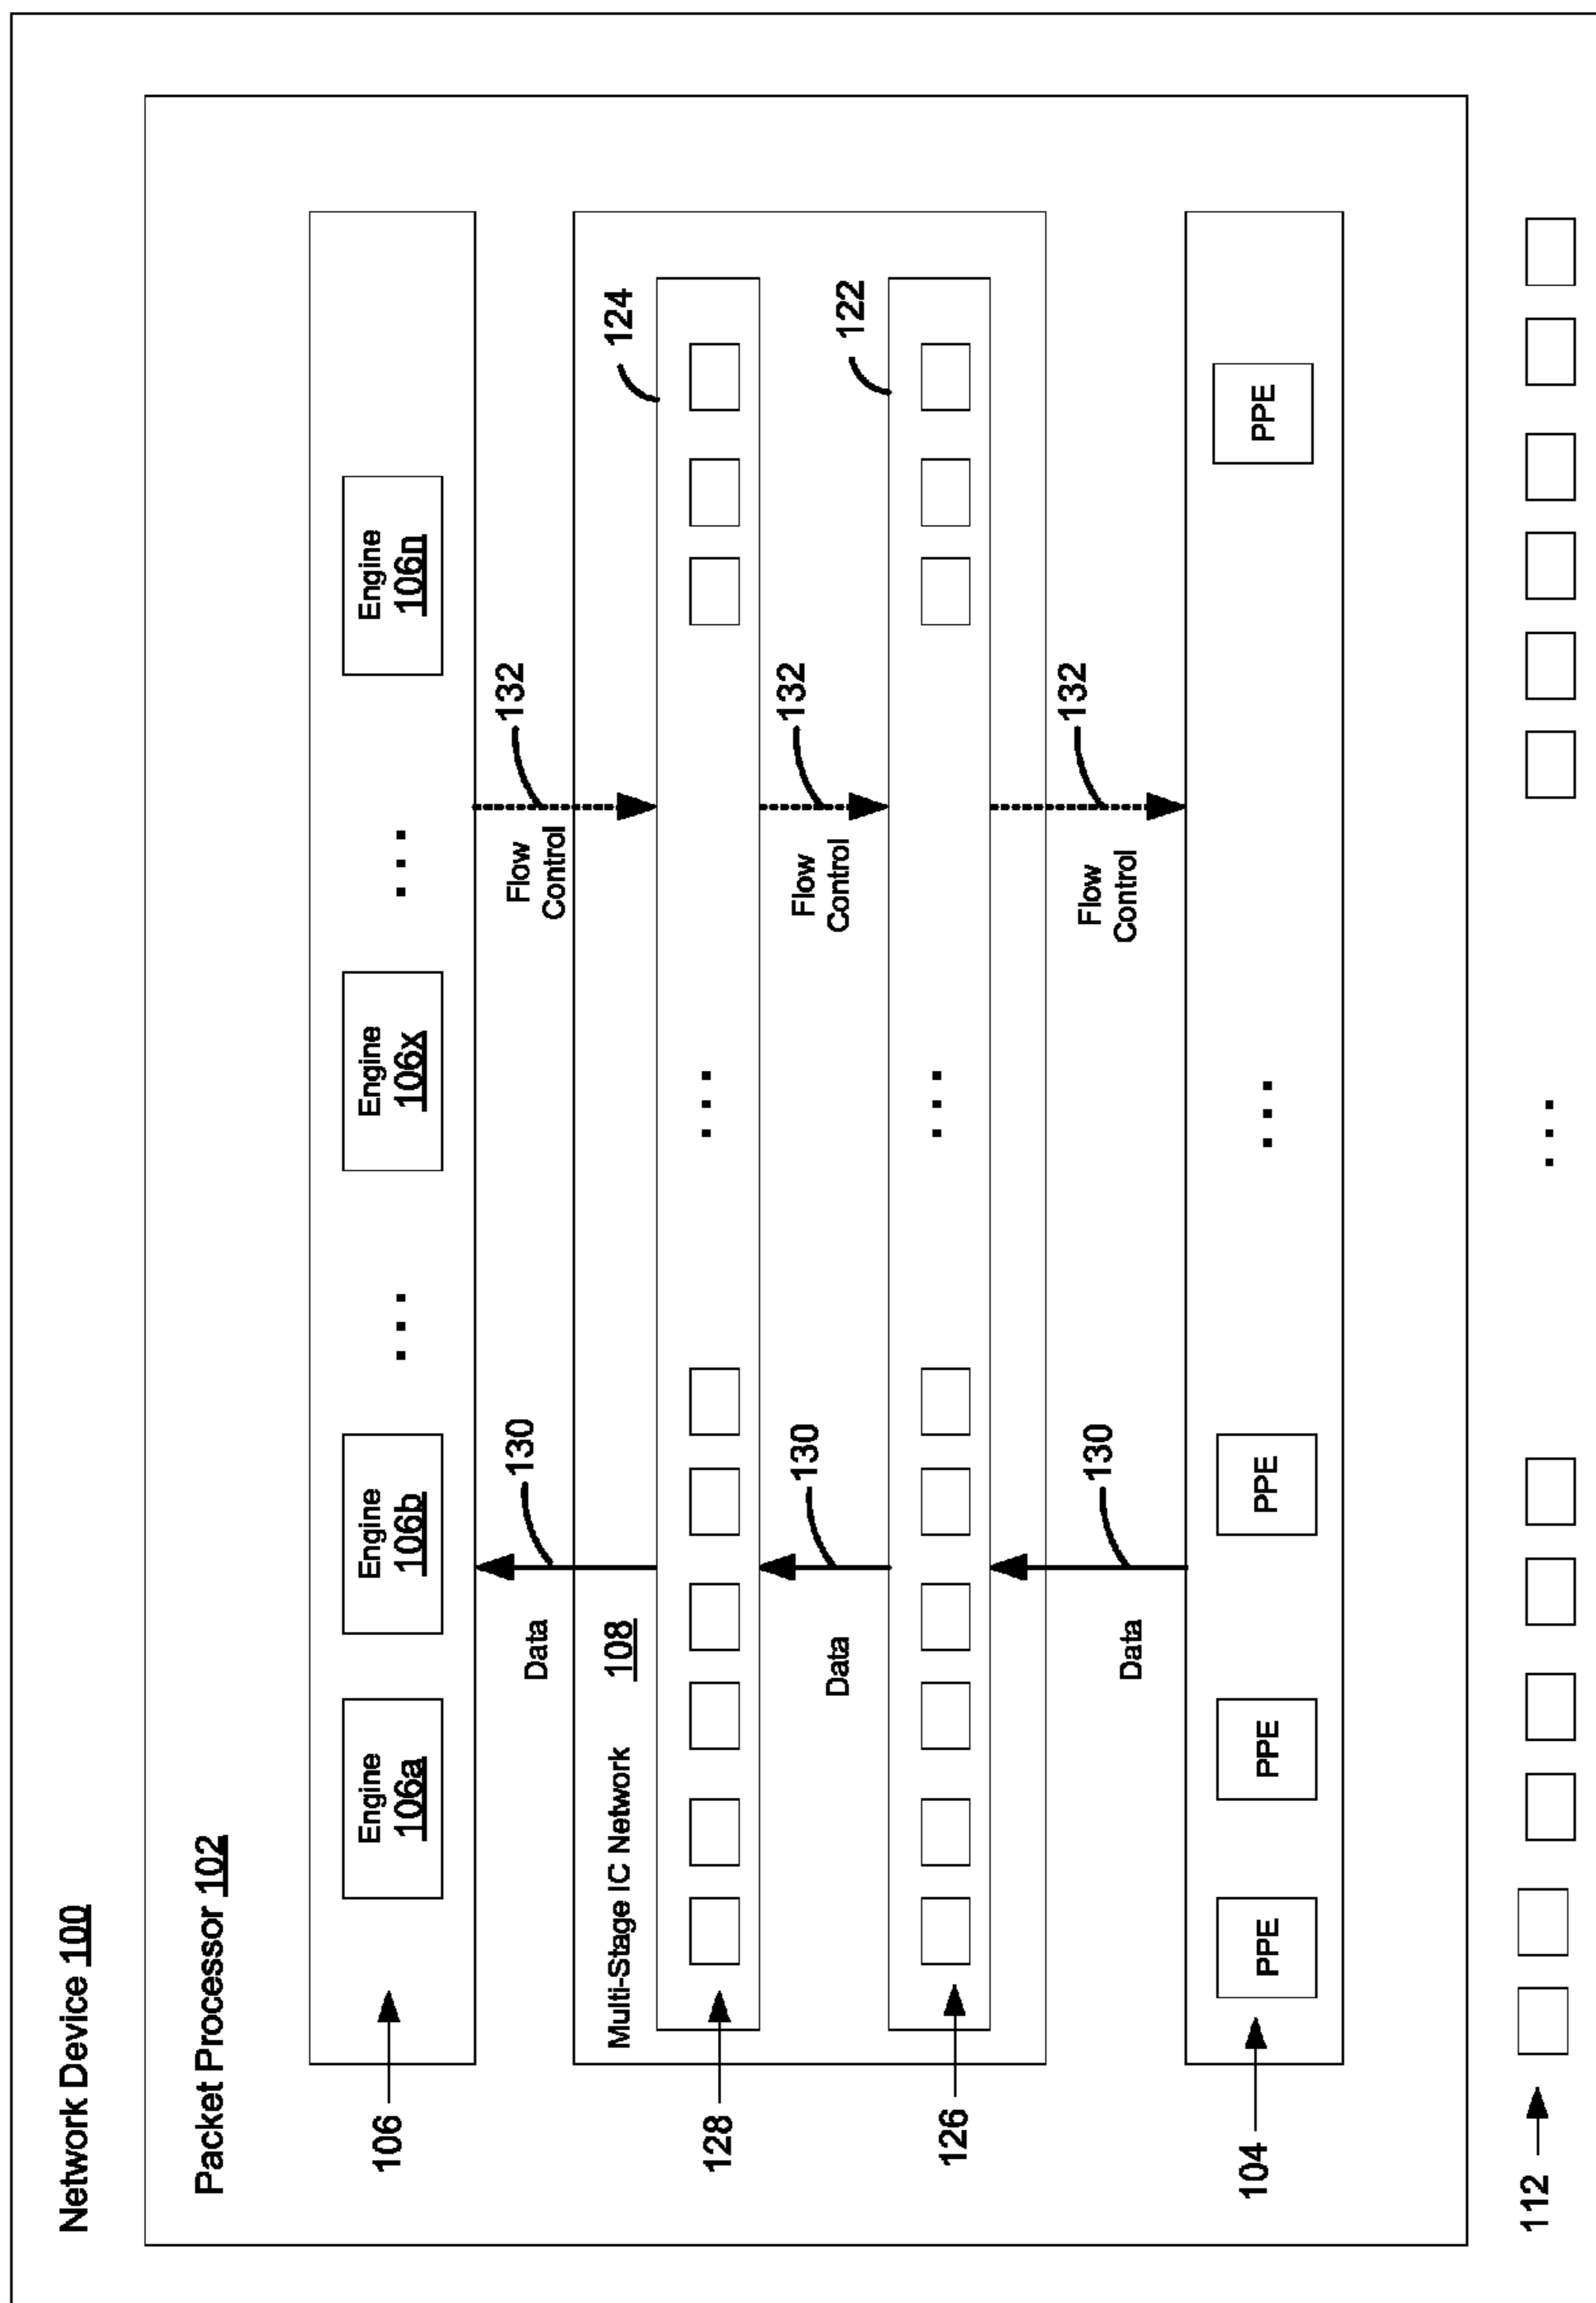 Network Device 100
Packet Processor 102
106
Engine
106a
Engine
106b
...
Engine
106x
...
Engine
106n
Data
130
Flow
Control
132
Multi-Stage IC Network
108
124
128
...
Data
130
Flow
Control
132
122
126
...
Data
130
Flow
Control
132
104
PPE
PPE
PPE
...
PPE
112
...